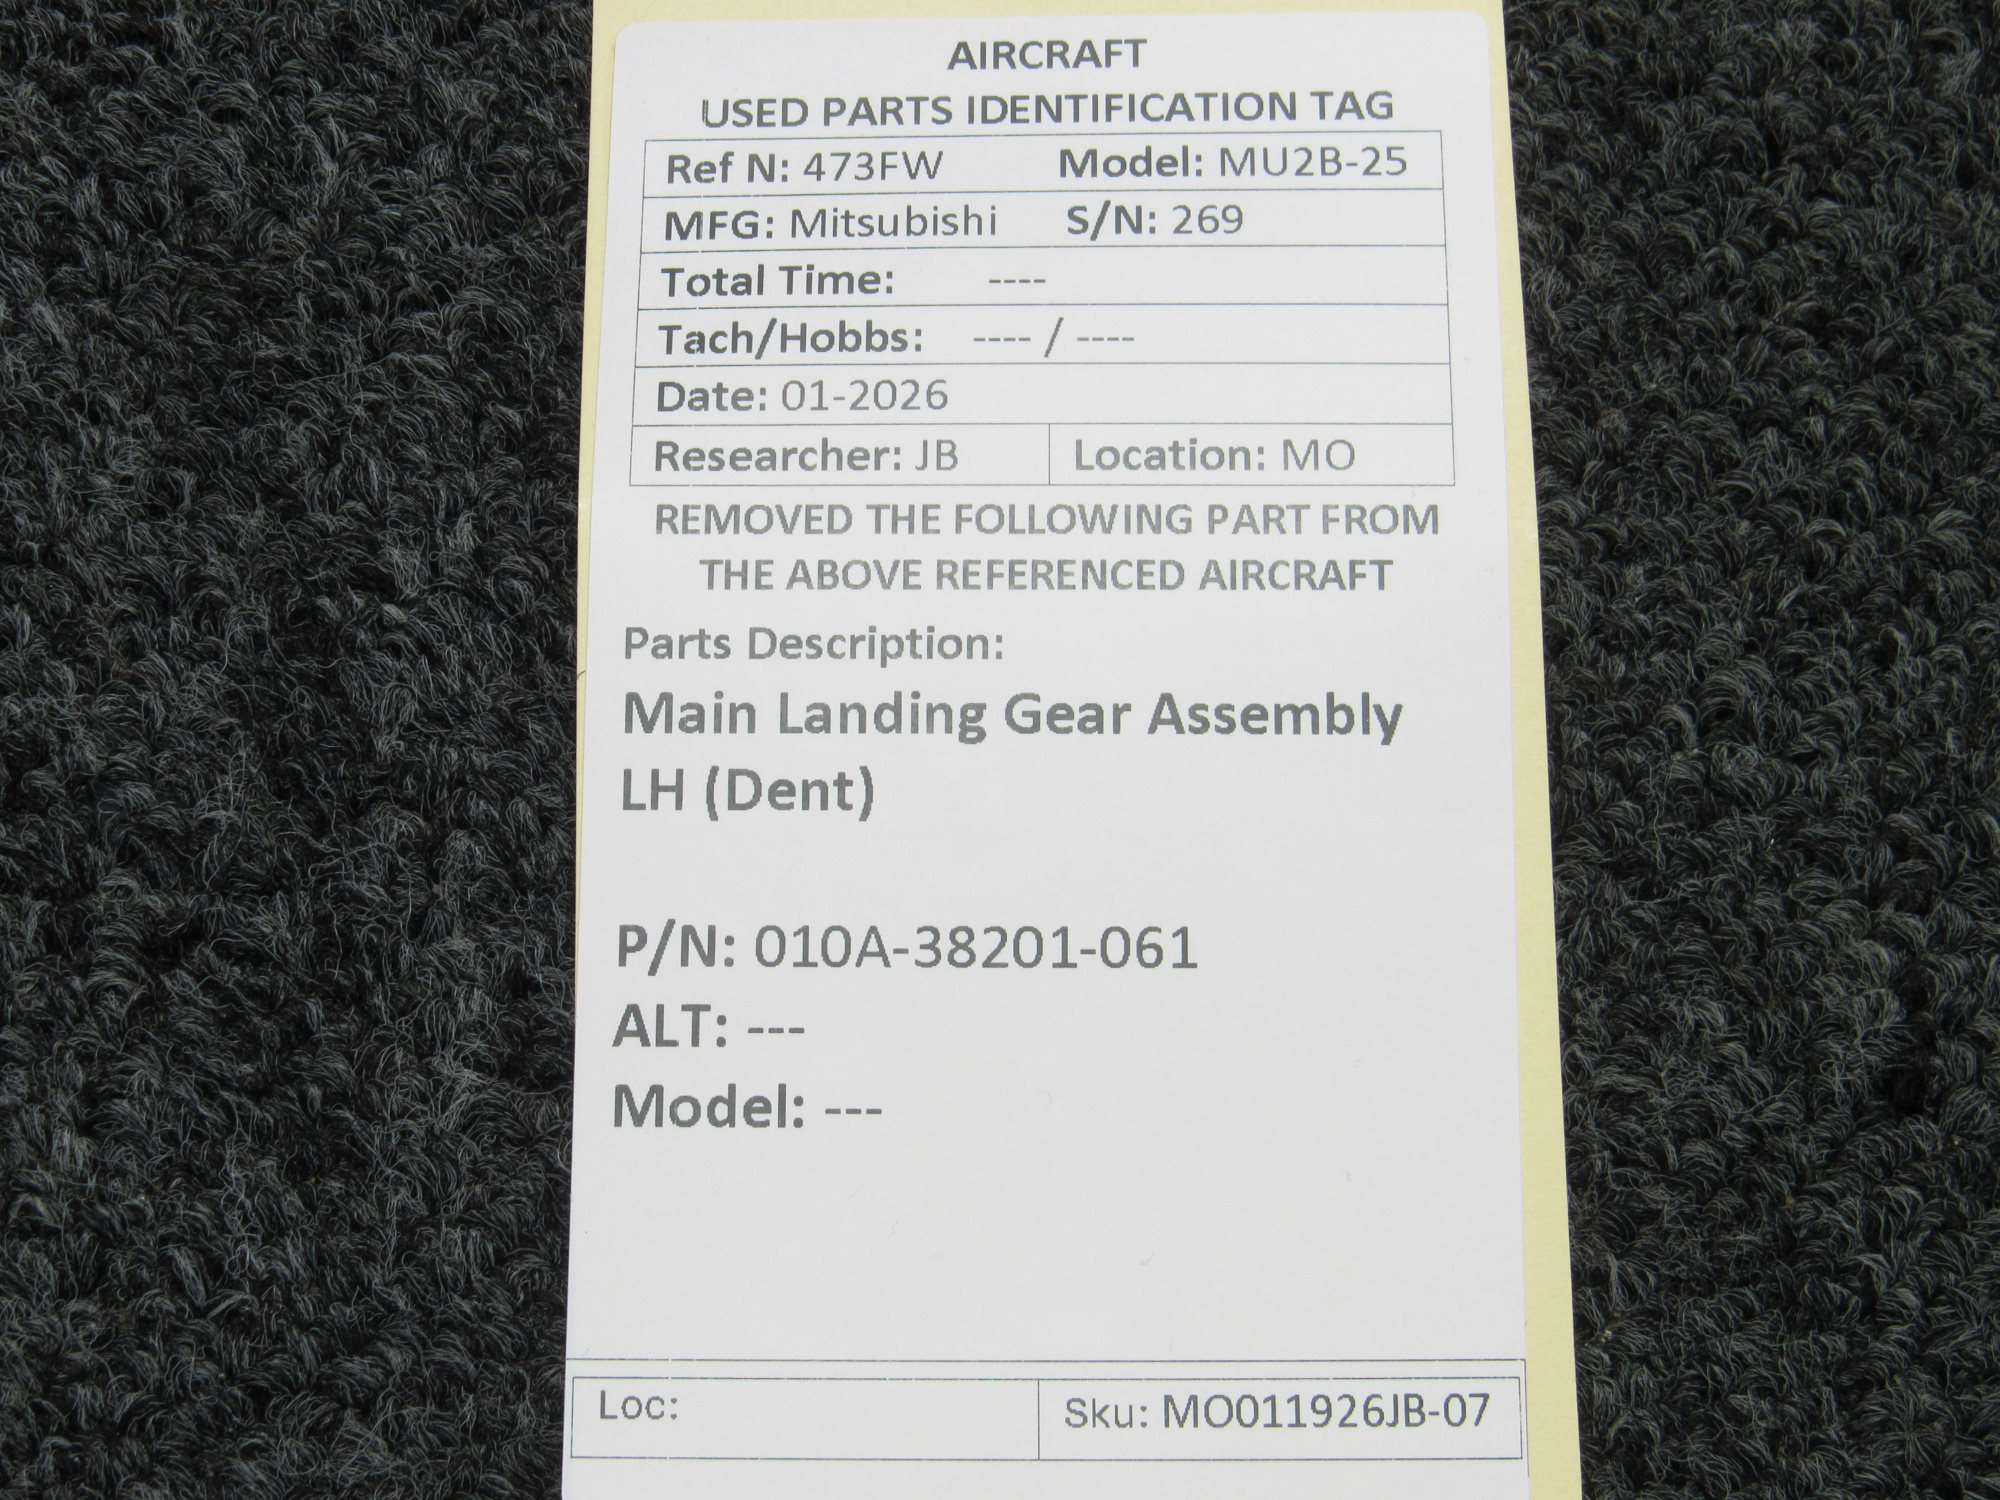 AIRCRAFT
USED PARTS IDENTIFICATION TAG
Ref N: 473FW Model: MU2B-25
MFG: Mitsubishi S/N: 269
Total Time: ----
Tach/Hobbs: ---- / ----
Date: 01-2026
Researcher: JB Location: MO
REMOVED THE FOLLOWING PART FROM
THE ABOVE REFERENCED AIRCRAFT
Parts Description:
Main Landing Gear Assembly
LH (Dent)
P/N: 010A-38201-061
ALT: ---
Model: ---
Loc: Sku: MO011926JB-07